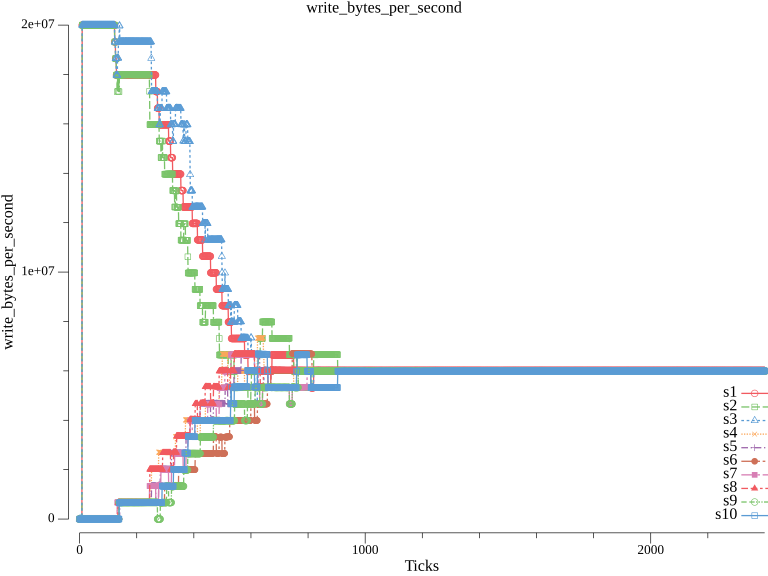 write_bytes_per_second
2e+07
1e+07
0
write_bytes_per_second
0
1000
2000
Ticks
s1
s2
s3
s4
s5
s6
s7
s8
s9
s10